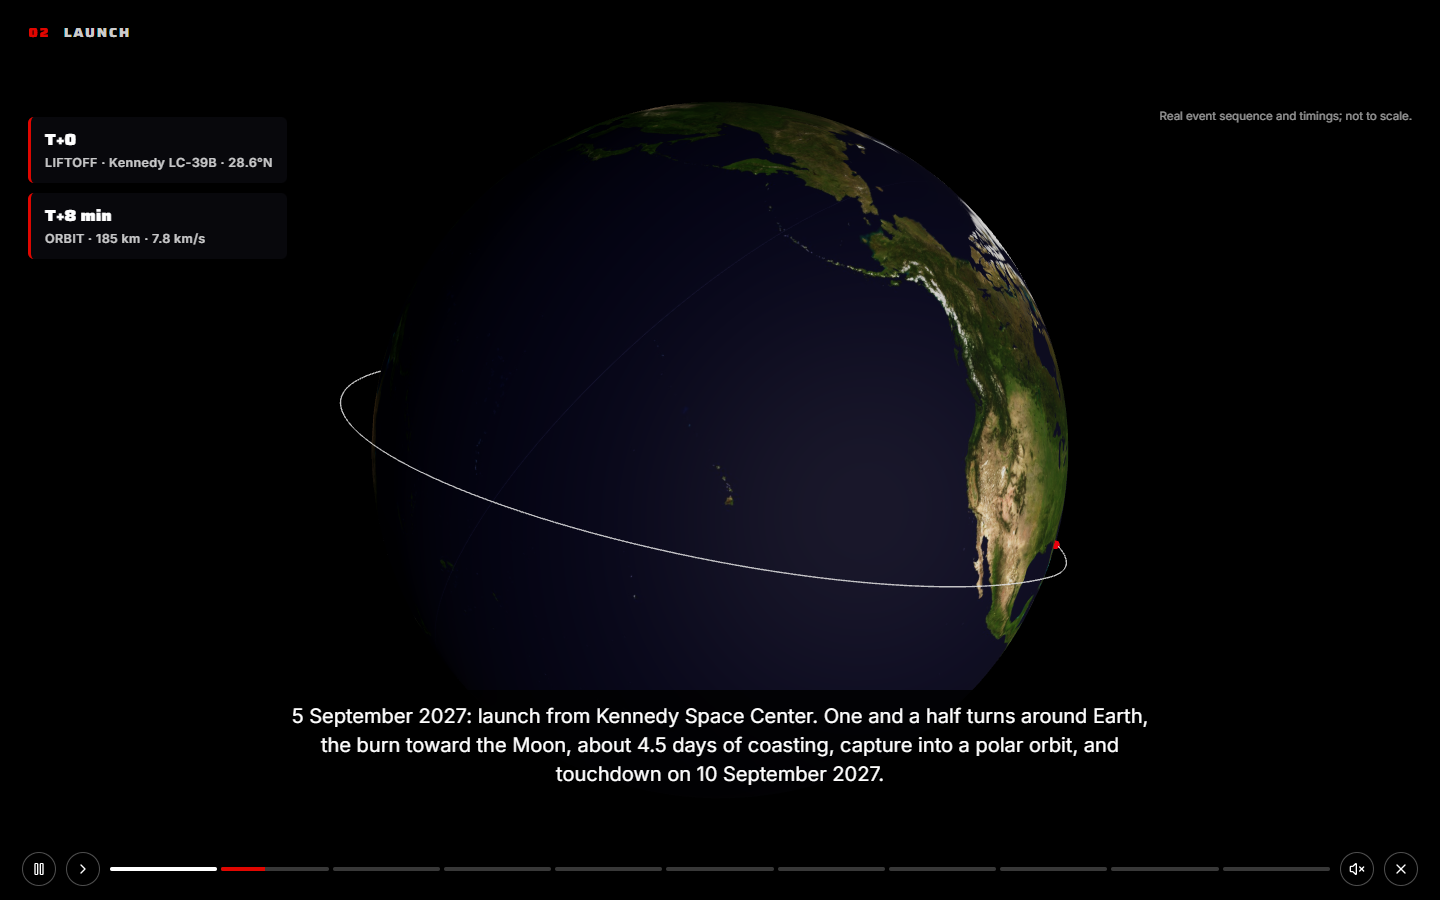 02 LAUNCH
Real event sequence and timings; not to scale.
T+0
LIFTOFF · Kennedy LC-39B · 28.6°N
T+8 min
ORBIT · 185 km · 7.8 km/s
5 September 2027: launch from Kennedy Space Center. One and a half turns around Earth,
the burn toward the Moon, about 4.5 days of coasting, capture into a polar orbit, and
touchdown on 10 September 2027.